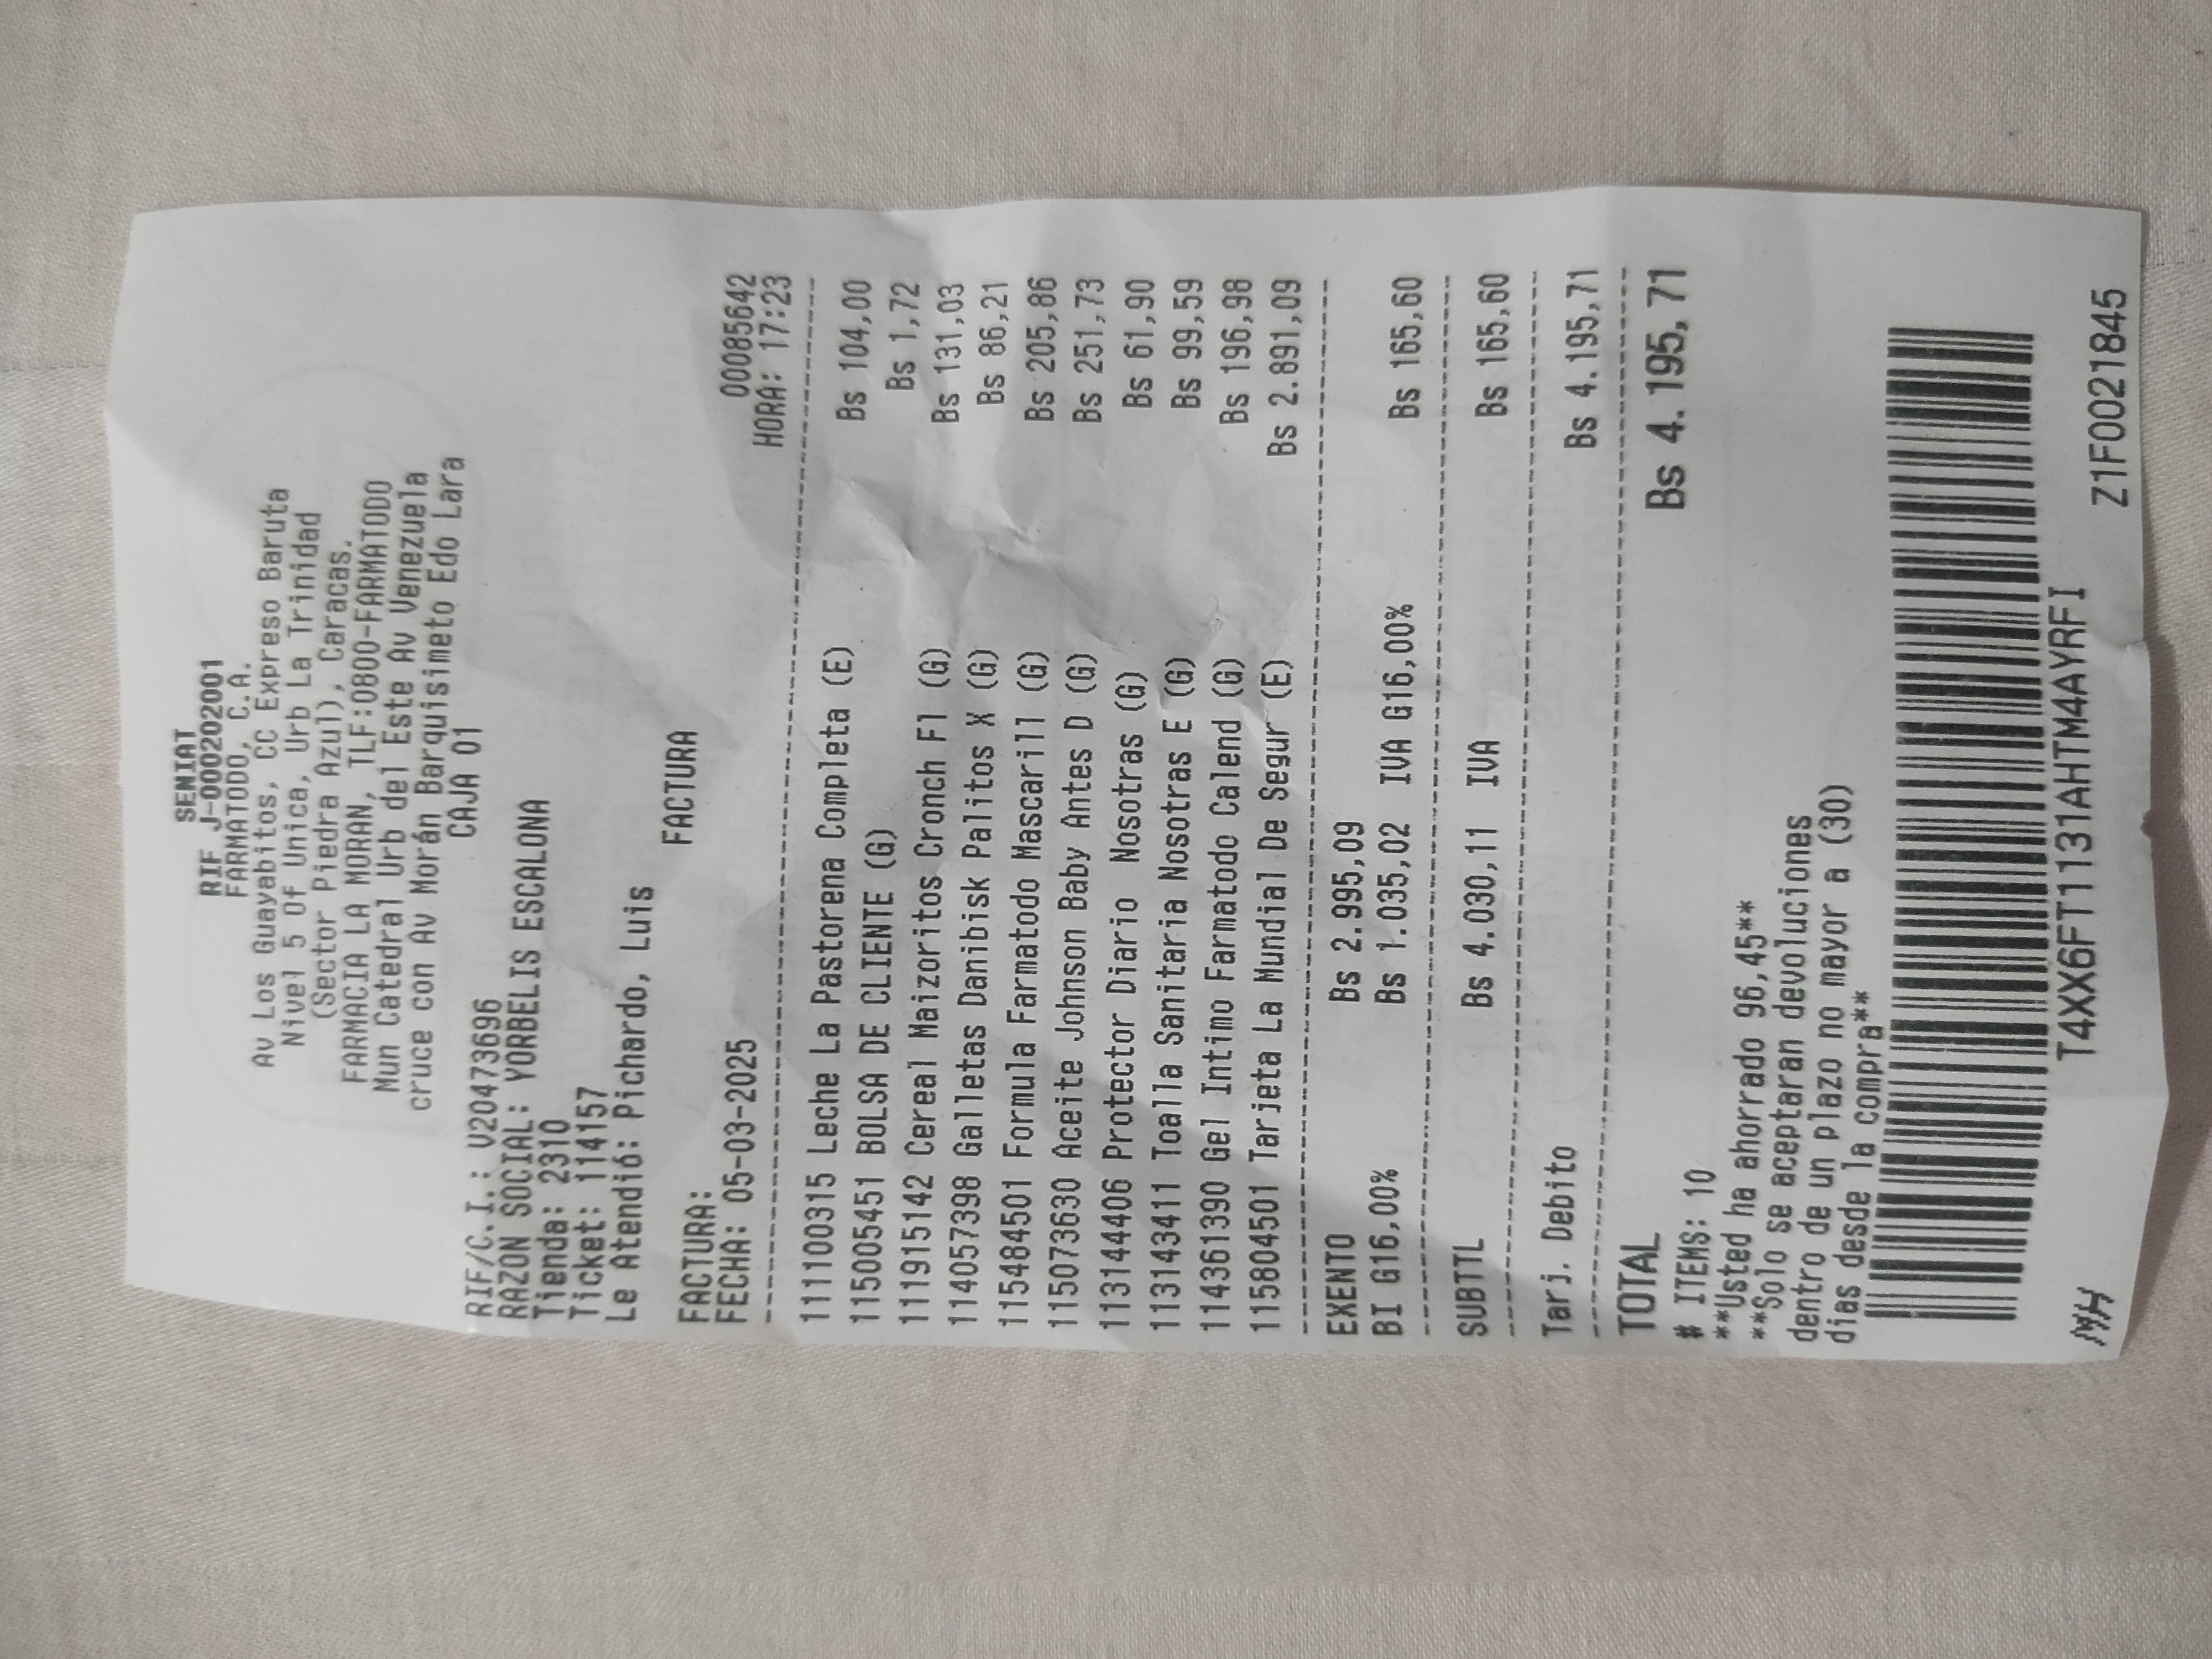 SENIAT
RIF J-000202001
FARMATODO, C.A.
Av Los Guayabitos, CC Expreso Baruta
Nivel 5 Of Unica, Urb La Trinidad
(Sector Piedra Azul), Caracas.
FARMACIA LA MORAN, TLF:0800-FARMATODO
Mun Catedral Urb del Este Av Venezuela
cruce con Av Morán Barquisimeto Edo Lara
CAJA 01
RIF/C.I.: V20473696
RAZON SOCIAL: YORBELIS ESCALONA
Tienda: 2310
Ticket: 114157
Le Atendió: Pichardo, Luis
FACTURA
FACTURA: 00085642
FECHA: 05-03-2025 HORA: 17:23
111100315 Leche La Pastorena Completa (E) Bs 104,00
115005451 BOLSA DE CLIENTE (G) Bs 1,72
111915142 Cereal Maizoritos Cronch Fl (G) Bs 131,03
114057398 Galletas Danibisk Palitos X (G) Bs 86,21
115484501 Formula Farmatodo Mascarill (G) Bs 205,86
115073630 Aceite Johnson Baby Antes D (G) Bs 251,73
113144406 Protector Diario Nosotras (G) Bs 61,90
113143411 Toalla Sanitaria Nosotras E (G) Bs 99,59
114361390 Gel Intimo Farmatodo Calend (G) Bs 196,98
115804501 Tarjeta La Mundial De Segur (E) Bs 2.891,09
EXENTO Bs 2.995,09
BI G16,00% Bs 1.035,02 IVA G16,00% Bs 165,60
SUBTTL Bs 4.030,11 IVA Bs 165,60
Tarj. Debito Bs 4.195,71
TOTAL Bs 4.195,71
# ITEMS: 10
**Usted ha ahorrado 96,45**
**Solo se aceptaran devoluciones
dentro de un plazo no mayor a (30)
dias desde la compra**
T4XX6FT1131AHTM4AYRFI
MH Z1F0021845